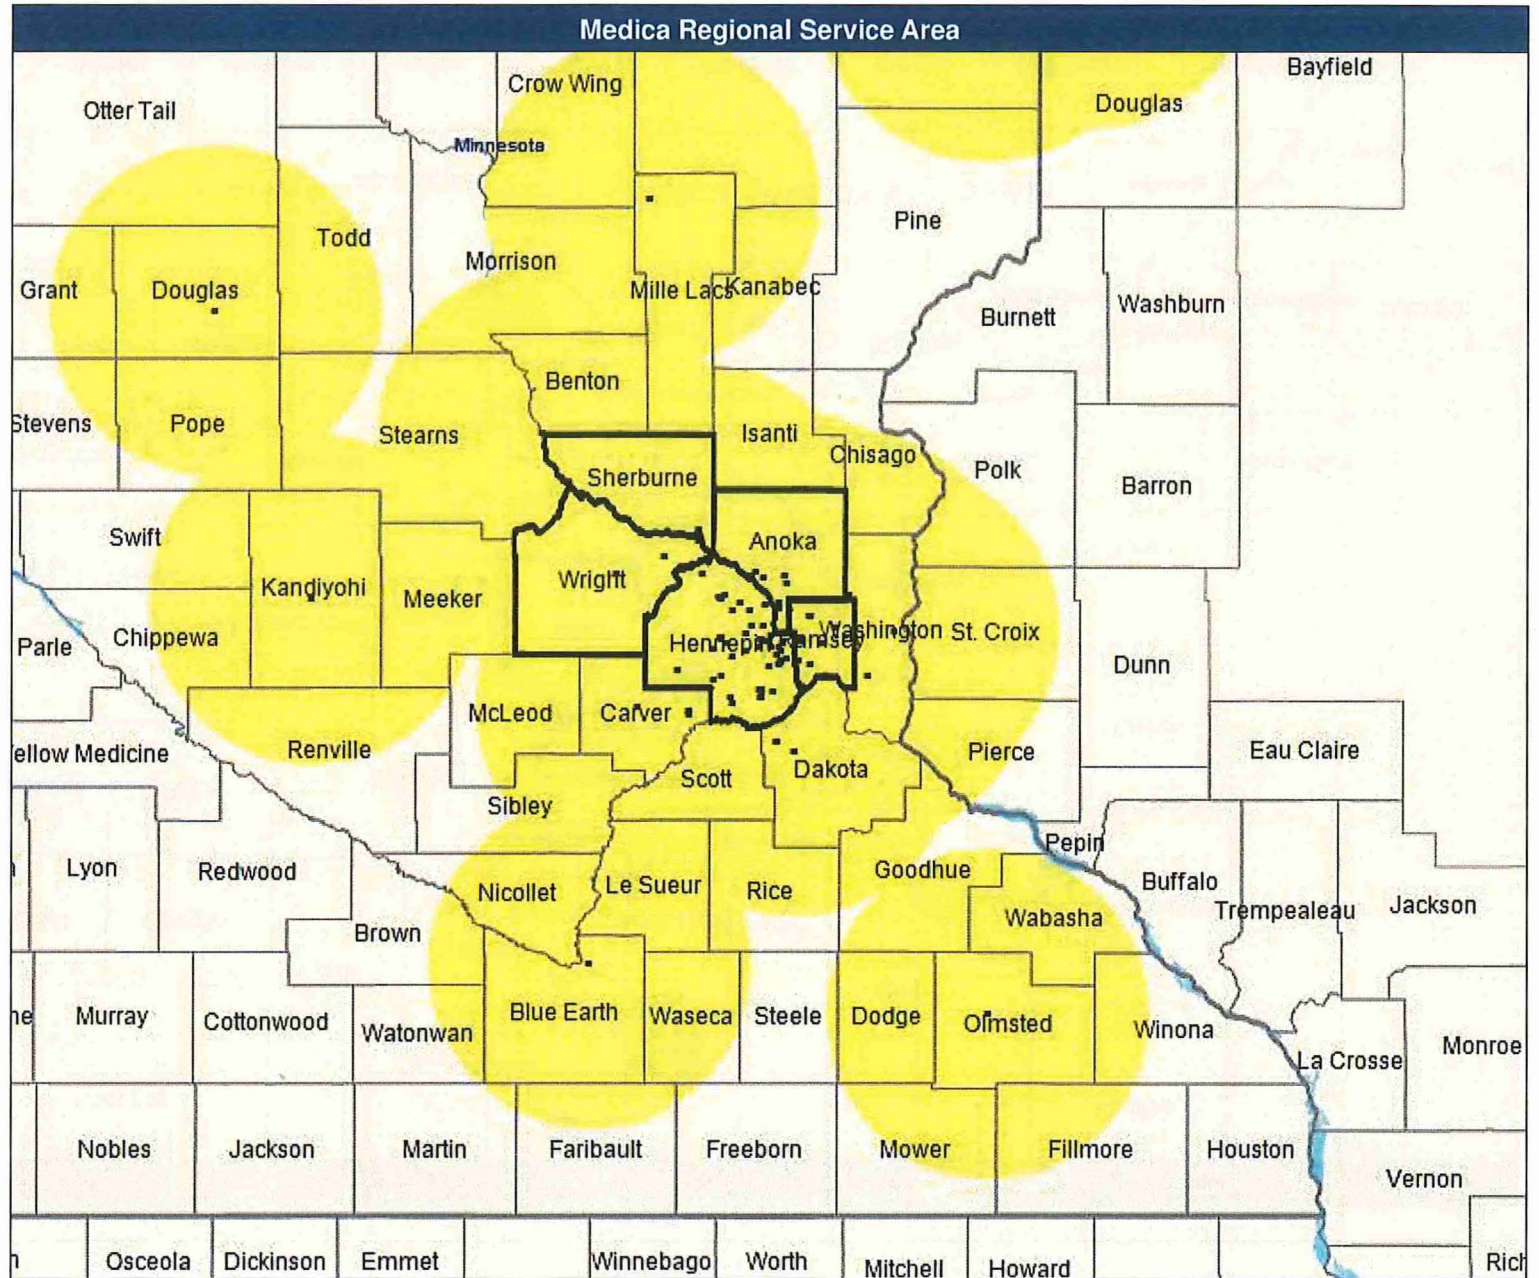 Medica Regional Service Area
Bayfield
Crow Wing
Douglas
Otter Tail
Minnesota
Pine
Todd
Morrison
Grant
Douglas
Mille Lacs
Kanabec
Washburn
Burnett
Benton
Stevens
Pope
Stearns
Isanti
Chisago
Polk
Sherburne
Barron
Swift
Anoka
Wright
Kandiyohi
Meeker
Chippewa
Parle
Hennepin
Ramsey
Washington
St. Croix
Dunn
McLeod
Carver
Renville
ellow Medicine
Pierce
Eau Claire
Scott
Dakota
Sibley
Pepin
Lyon
Redwood
Goodhue
Nicollet
Le Sueur
Rice
Buffalo
Trempealeau
Jackson
Wabasha
Brown
ne
Murray
Cottonwood
Watonwan
Blue Earth
Waseca
Steele
Dodge
Olmsted
Winona
La Crosse
Monroe
Nobles
Jackson
Martin
Faribault
Freeborn
Mower
Fillmore
Houston
Vernon
Osceola
Dickinson
Emmet
Winnebago
Worth
Mitchell
Howard
Rich